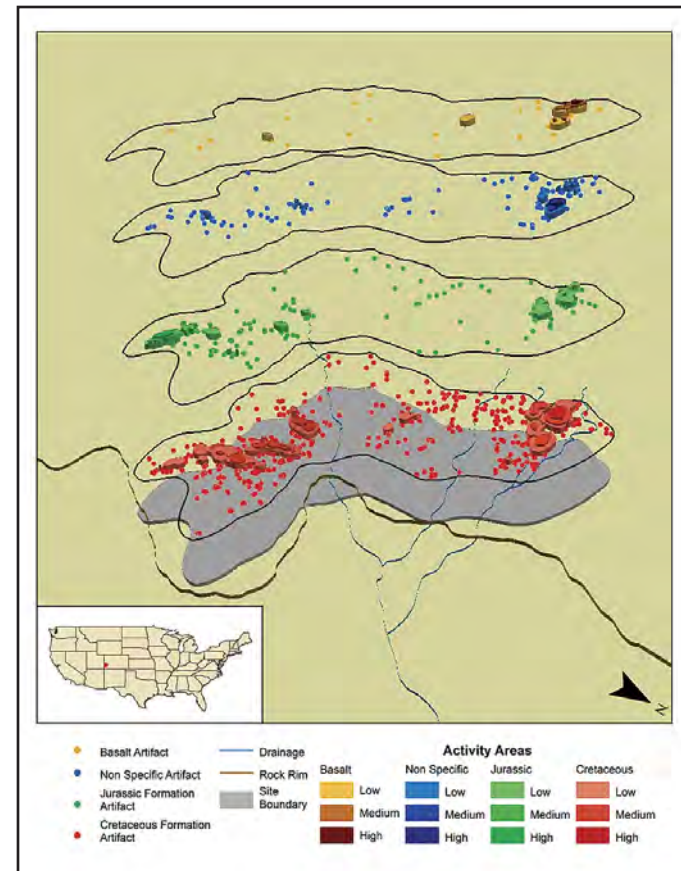 N
Basalt Artifact
Non Specific Artifact
Jurassic Formation
Artifact
Cretaceous Formation
Artifact
Drainage
Rock Rim
Site
Boundary
Activity Areas
Basalt
Low
Medium
High
Non Specific
Low
Medium
High
Jurassic
Low
Medium
High
Cretaceous
Low
Medium
High